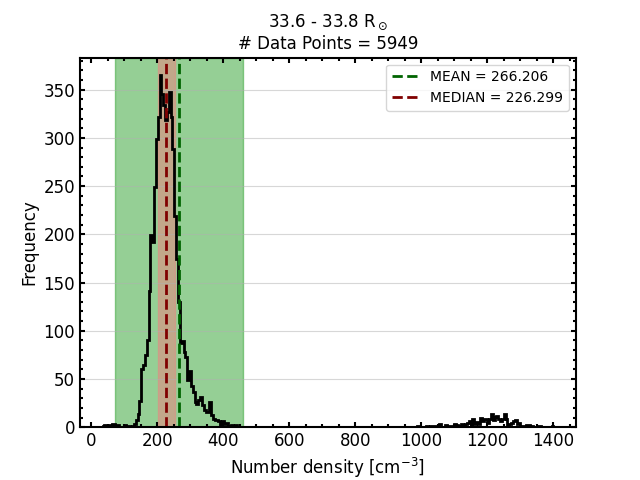 33.6 - 33.8 R⊙
# Data Points = 5949
MEAN = 266.206
MEDIAN = 226.299
350
300
250
200
150
100
50
0
Frequency
0 200 400 600 800 1000 1200 1400
Number density [cm⁻³]